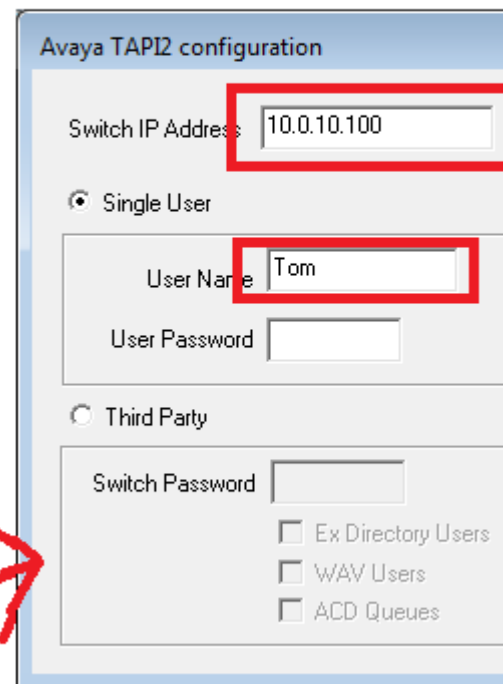 Avaya TAPI2 configuration
Switch IP Address 10.0.10.100
Single User
User Name Tom
User Password
Third Party
Switch Password
Ex Directory Users
WAV Users
ACD Queues